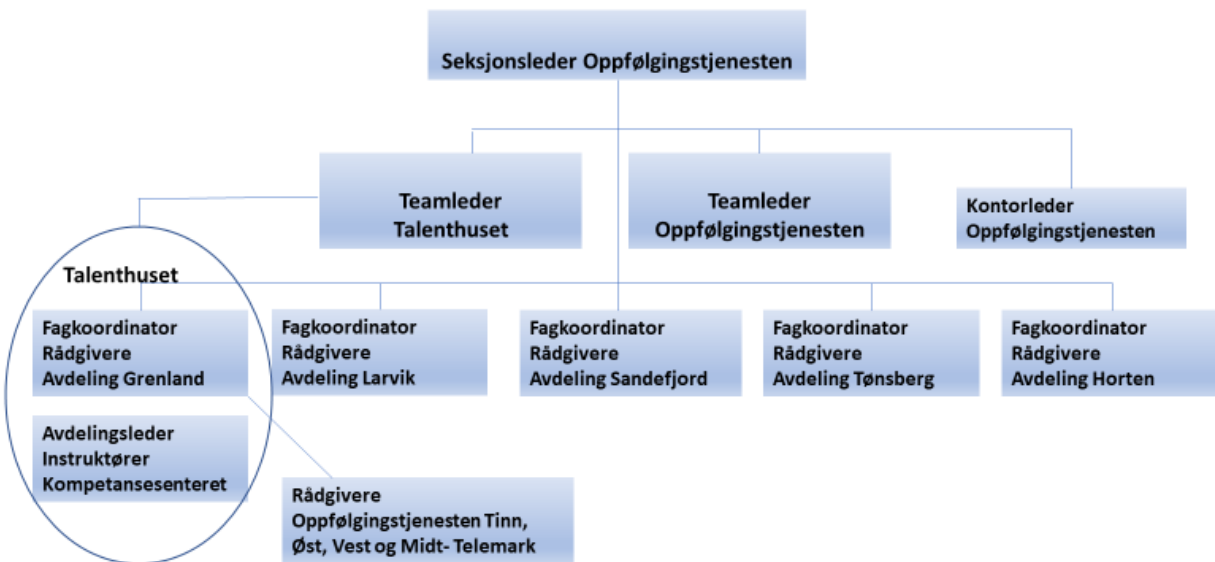 Seksjonsleder Oppfølgingstjenesten
Teamleder
Talenthuset
Teamleder
Oppfølgingstjenesten
Kontorleder
Oppfølgingstjenesten
Talenthuset
Fagkoordinator
Rådgivere
Avdeling Grenland
Fagkoordinator
Rådgivere
Avdeling Larvik
Fagkoordinator
Rådgivere
Avdeling Sandefjord
Fagkoordinator
Rådgivere
Avdeling Tønsberg
Fagkoordinator
Rådgivere
Avdeling Horten
Avdelingsleder
Instruktører
Kompetansesenteret
Rådgivere
Oppfølgingstjenesten Tinn,
Øst, Vest og Midt- Telemark